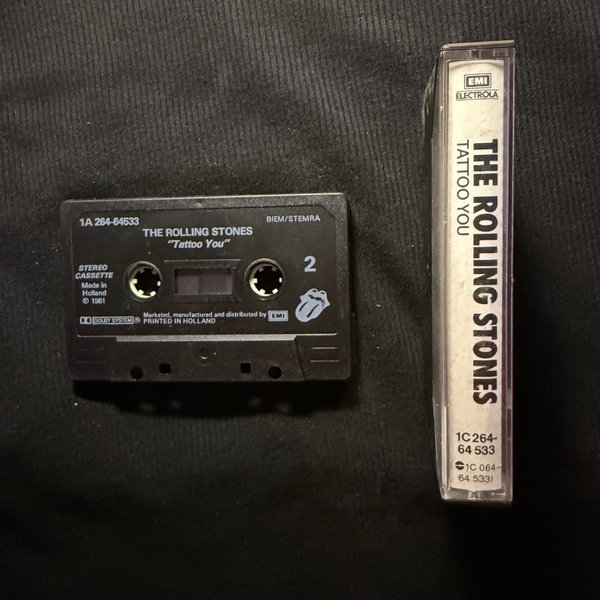 1A 264-64533
BIEM/STEMRA
THE ROLLING STONES
"Tattoo You"
STEREO
CASSETTE
2
Made in
Holland
℗ 1981
DOLBY SYSTEM®
Marketed, manufactured and distributed by EMI
PRINTED IN HOLLAND
EMI
ELECTROLA
THE ROLLING STONES
TATTOO YOU
1C 264-
64 533
(1C 064-
64 533)